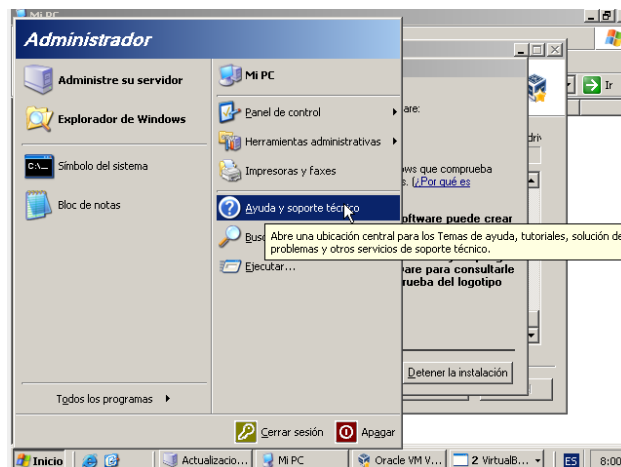 Mi PC
Administrador
Administre su servidor
Explorador de Windows
Símbolo del sistema
Bloc de notas
Todos los programas
Mi PC
Panel de control
Herramientas administrativas
Impresoras y faxes
Ayuda y soporte técnico
Abre una ubicación central para los Temas de ayuda, tutoriales, solución de
problemas y otros servicios de soporte técnico.
Ejecutar...
Cerrar sesión
Apagar
Ir
are:
ows que comprueba
s. (¿Por qué es
oftware puede crear
are para consultarle
rueba del logotipo
Detener la instalación
Inicio
Actualizacio...
Mi PC
Oracle VM V...
2 VirtualB...
ES
8:00